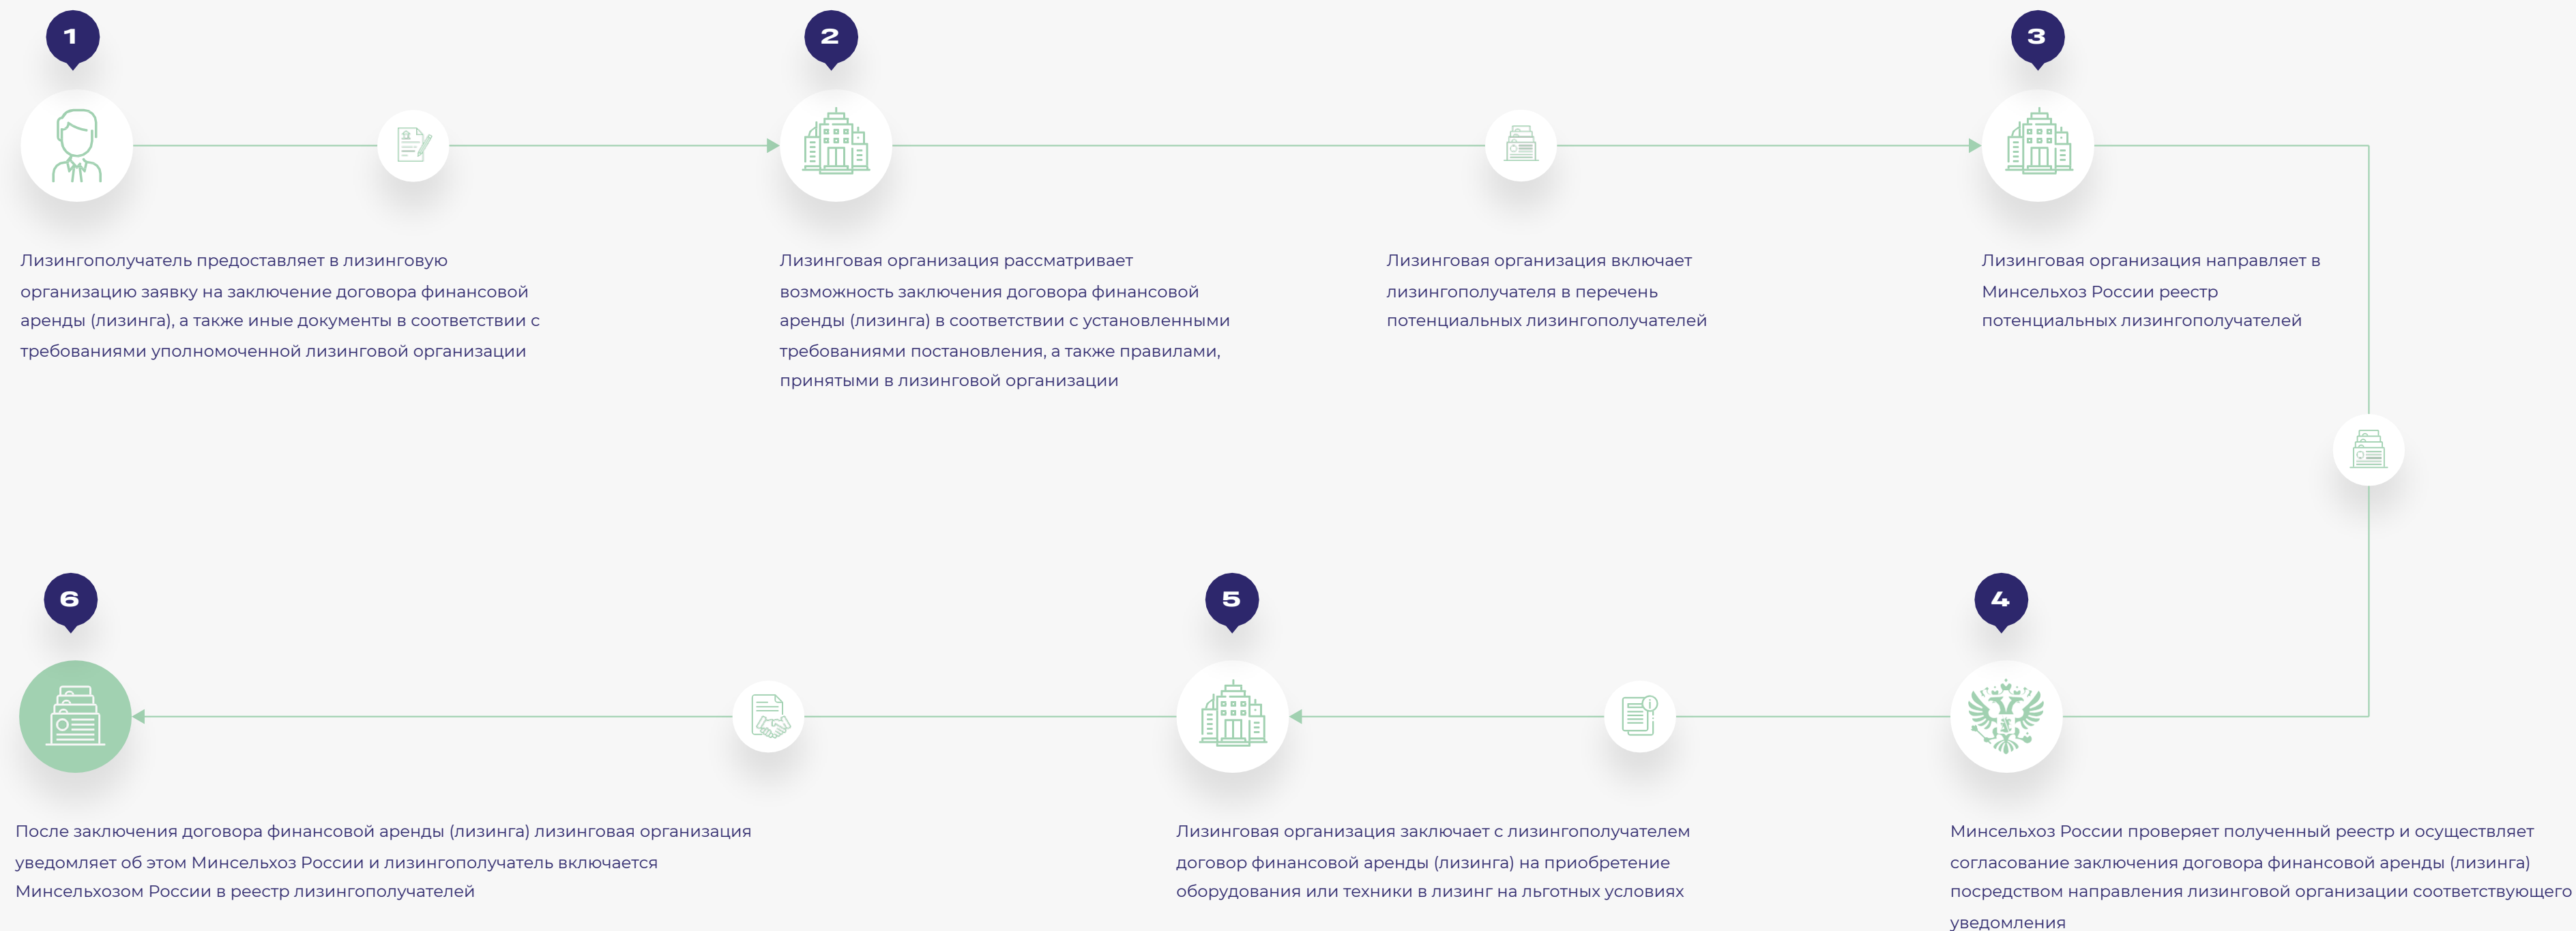 1
2
3
Лизингополучатель предоставляет в лизинговую
организацию заявку на заключение договора финансовой
аренды (лизинга), а также иные документы в соответствии с
требованиями уполномоченной лизинговой организации
Лизинговая организация рассматривает
возможность заключения договора финансовой
аренды (лизинга) в соответствии с установленными
требованиями постановления, а также правилами,
принятыми в лизинговой организации
Лизинговая организация включает
лизингополучателя в перечень
потенциальных лизингополучателей
Лизинговая организация направляет в
Минсельхоз России реестр
потенциальных лизингополучателей
6
5
4
После заключения договора финансовой аренды (лизинга) лизинговая организация
уведомляет об этом Минсельхоз России и лизингополучатель включается
Минсельхозом России в реестр лизингополучателей
Лизинговая организация заключает с лизингополучателем
договор финансовой аренды (лизинга) на приобретение
оборудования или техники в лизинг на льготных условиях
Минсельхоз России проверяет полученный реестр и осуществляет
согласование заключения договора финансовой аренды (лизинга)
посредством направления лизинговой организации соответствующего
уведомления